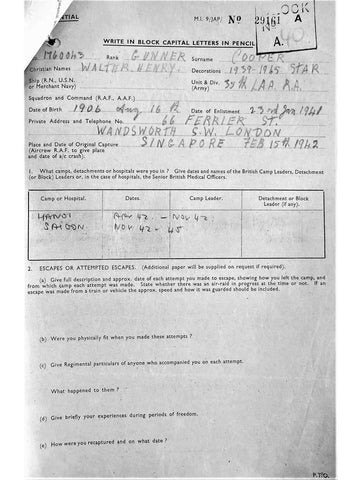 OCK
TIAL
M.I. 9/JAP/ No 29161 A
A.
WRITE IN BLOCK CAPITAL LETTERS IN PENCIL
1760043 Rank GUNNER Surname COOPER
Christian Names WALTER HENRY. Decorations 1939-1945 STAR
Ship (R.N., U.S.N. or Merchant Navy) Unit & Div. (Army) 35th L.A.A. R.A.
Squadron and Command (R.A.F., A.A.F.)
Date of Birth 1906 Aug 16th Date of Enlistment 23rd Jan 1941
Private Address and Telephone No. 66 FERRIER ST.
WANDSWORTH S.W. LONDON
Place and Date of Original Capture SINGAPORE FEB 15th 1942
(Aircrew R.A.F. to give place
and date of a/c crash).
1. What camps, detachments or hospitals were you in ? Give dates and names of the British Camp Leaders, Detachment
(or Block) Leaders or, in the case of hospitals, the Senior British Medical Officers.
Camp or Hospital. Dates. Camp Leader. Detachment or Block Leader (if any).
HANOI 42 - NOV 42.
SAIGON NOV 42 - 45
2. ESCAPES OR ATTEMPTED ESCAPES. (Additional paper will be supplied on request if required).
(a) Give full description and approx. date of each attempt you made to escape, showing how you left the camp, and
from which camp each attempt was made. State whether there was an air-raid in progress at the time or not. If an
escape was made from a train or vehicle the approx. speed and how it was guarded should be included.
(b) Were you physically fit when you made these attempts ?
(c) Give Regimental particulars of anyone who accompanied you on each attempt.
What happened to them ?
(d) Give briefly your experiences during periods of freedom.
(e) How were you recaptured and on what date ?
P.T.O.